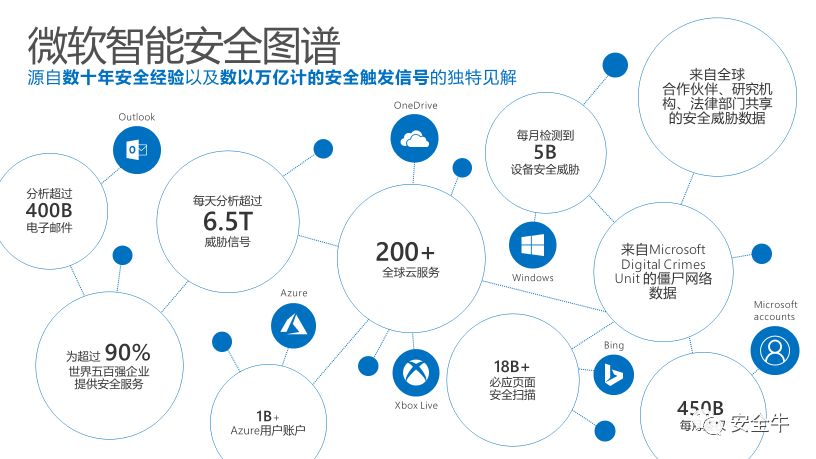 微软智能安全图谱
源自数十年安全经验以及数以万亿计的安全触发信号的独特见解
Outlook
OneDrive
来自全球
合作伙伴、研究机
构、法律部门共享
的安全威胁数据
每月检测到
5B
设备安全威胁
分析超过
400B
电子邮件
每天分析超过
6.5T
威胁信号
200+
全球云服务
Windows
来自Microsoft
Digital Crimes
Unit 的僵尸网络
数据
Azure
Microsoft
accounts
为超过 90%
世界五百强企业
提供安全服务
Xbox Live
18B+
必应页面
安全扫描
Bing
1B+
Azure用户账户
450B
每月
安全牛